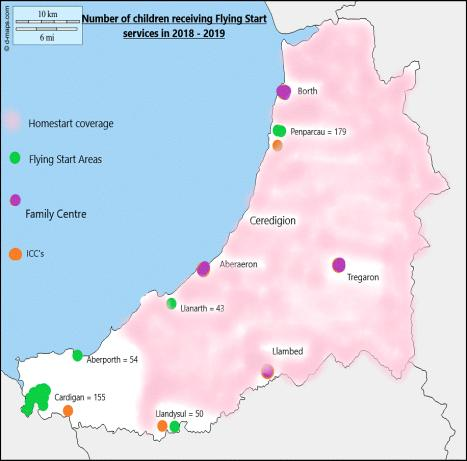 10 km
6 mi
© d-maps.com
Number of children receiving Flying Start
services in 2018 - 2019
Borth
Homestart coverage
Penparcau = 179
Flying Start Areas
Family Centre
Ceredigion
ICC's
Aberaeron
Tregaron
Llanarth = 43
Llambed
Aberporth = 54
Cardigan = 155
Llandysul = 50